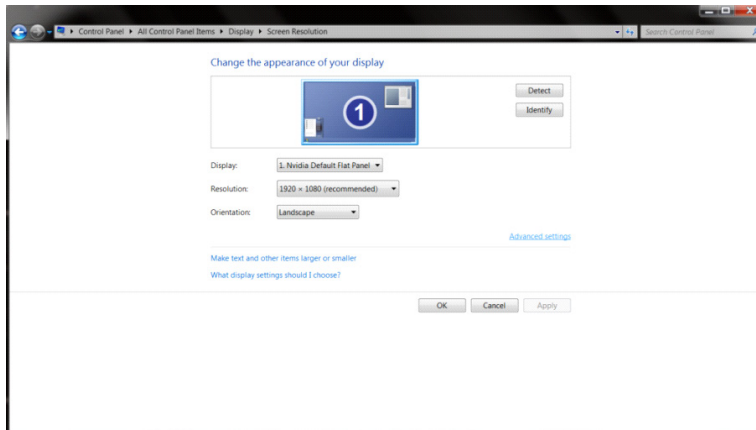 Control Panel ▸ All Control Panel Items ▸ Display ▸ Screen Resolution
Search Control Panel
Change the appearance of your display
1
Detect
Identify
Display: 1. Nvidia Default Flat Panel
Resolution: 1920 × 1080 (recommended)
Orientation: Landscape
Advanced settings
Make text and other items larger or smaller
What display settings should I choose?
OK Cancel Apply